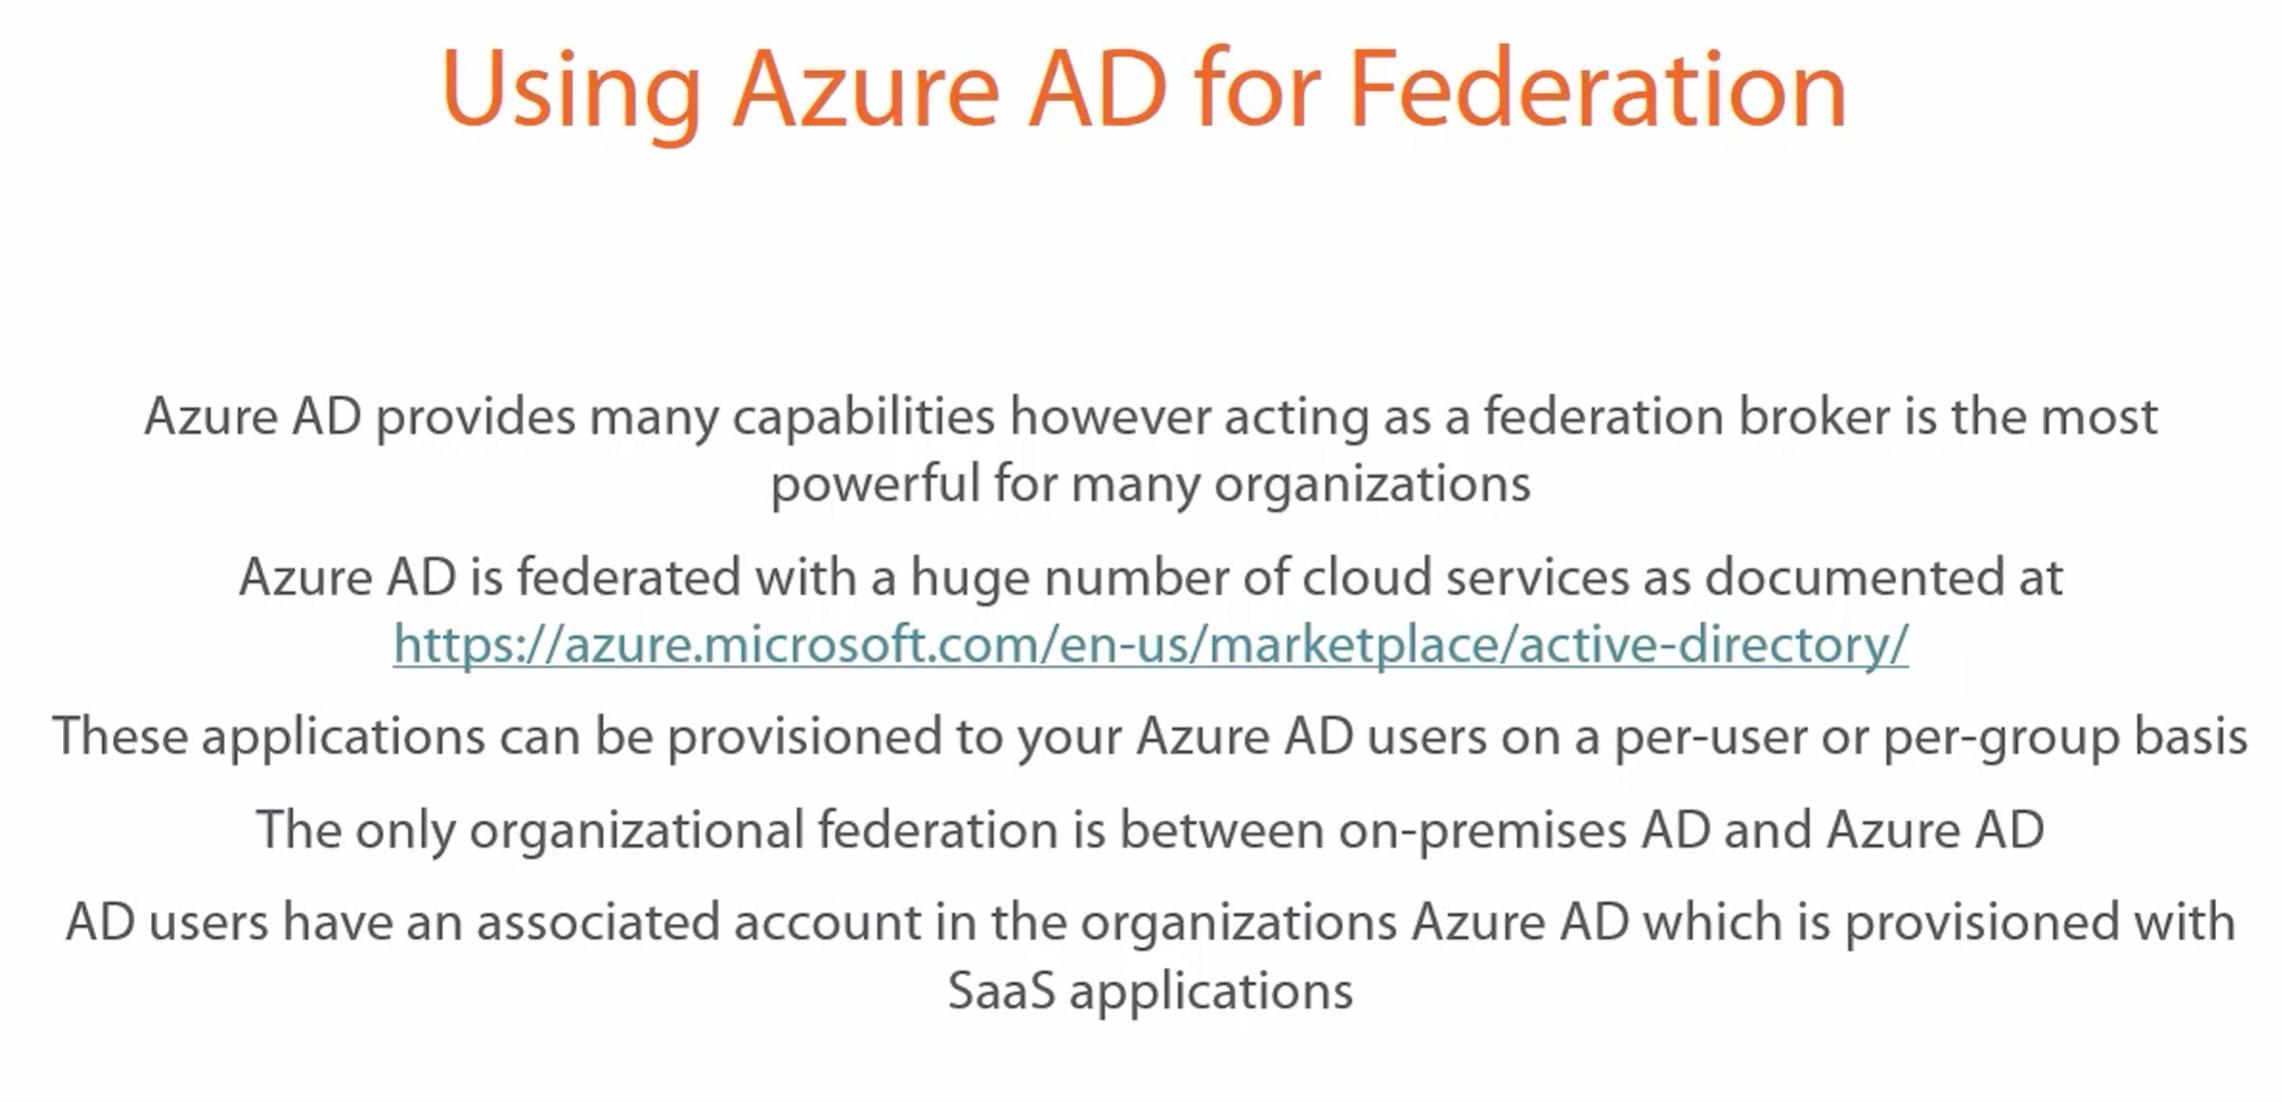 Using Azure AD for Federation
Azure AD provides many capabilities however acting as a federation broker is the most
powerful for many organizations
Azure AD is federated with a huge number of cloud services as documented at
https://azure.microsoft.com/en-us/marketplace/active-directory/
These applications can be provisioned to your Azure AD users on a per-user or per-group basis
The only organizational federation is between on-premises AD and Azure AD
AD users have an associated account in the organizations Azure AD which is provisioned with
SaaS applications